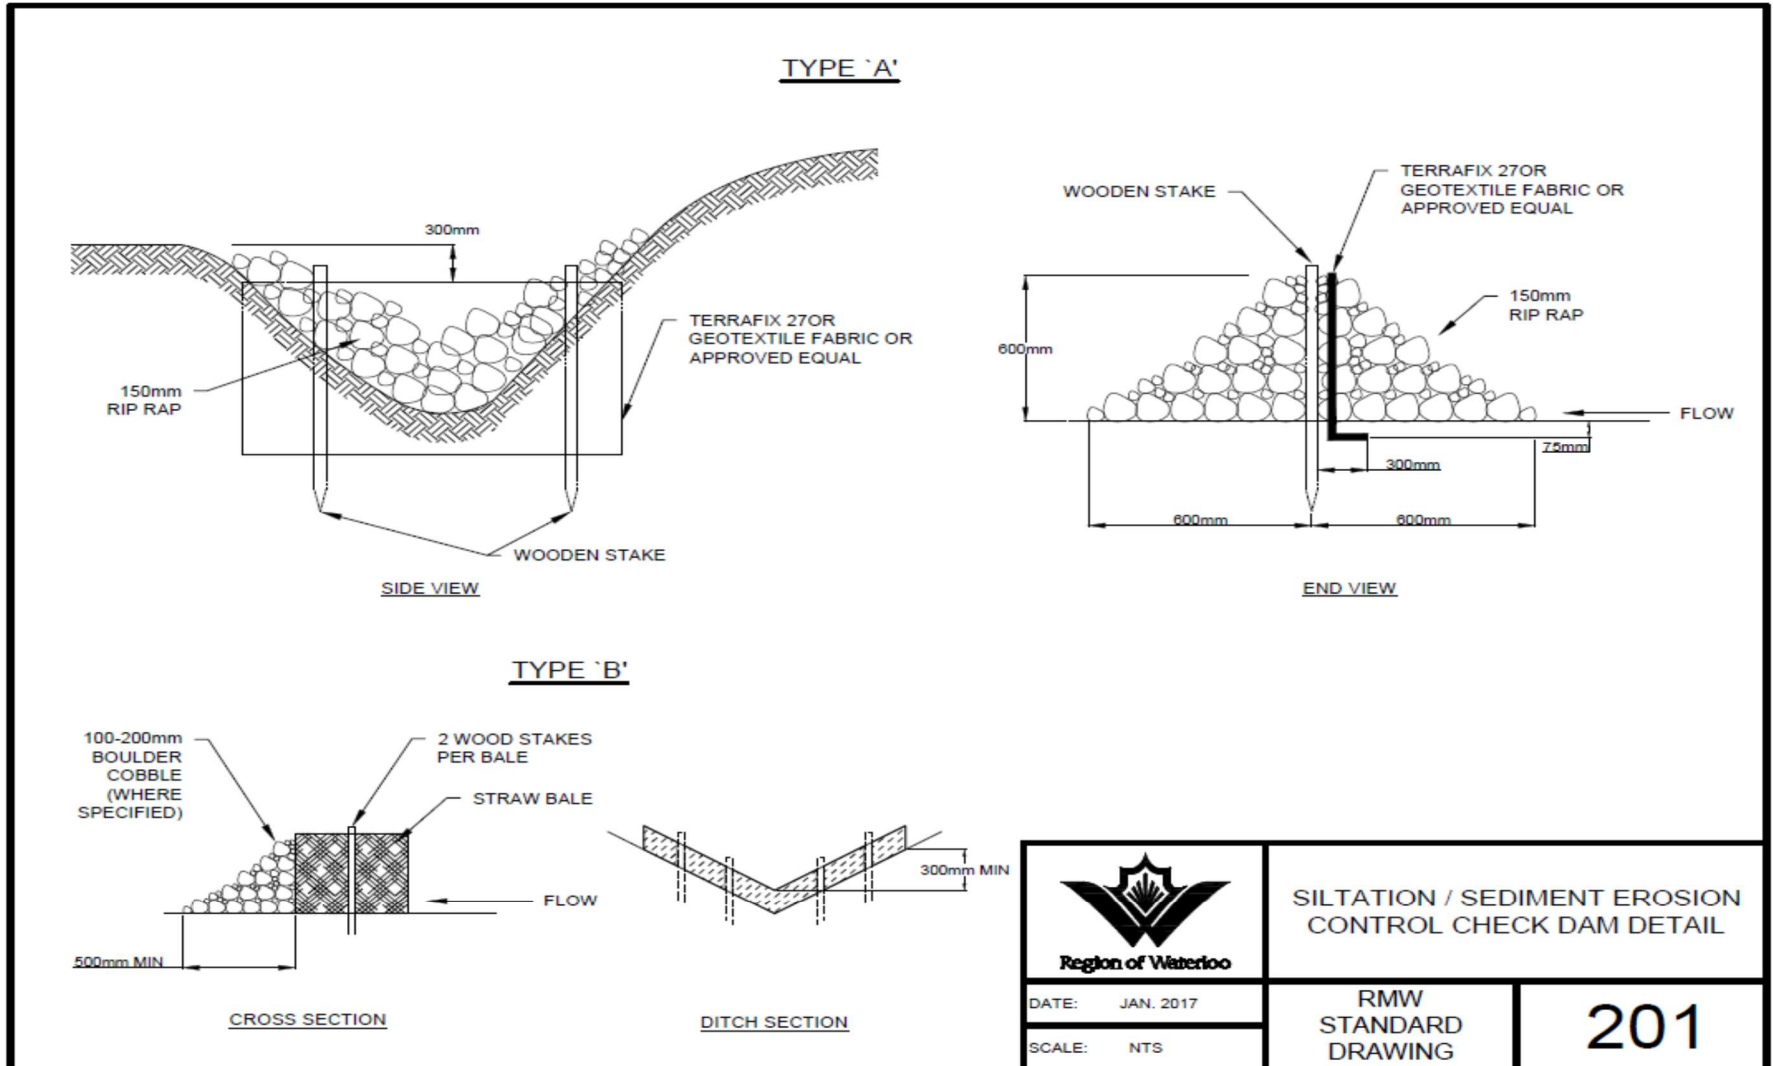 TYPE `A'
300mm
TERRAFIX 27OR
GEOTEXTILE FABRIC OR
APPROVED EQUAL
150mm
RIP RAP
WOODEN STAKE
SIDE VIEW
WOODEN STAKE
TERRAFIX 27OR
GEOTEXTILE FABRIC OR
APPROVED EQUAL
150mm
RIP RAP
600mm
FLOW
75mm
300mm
600mm
600mm
END VIEW
TYPE `B'
100-200mm
BOULDER
COBBLE
(WHERE
SPECIFIED)
2 WOOD STAKES
PER BALE
STRAW BALE
FLOW
500mm MIN
CROSS SECTION
300mm MIN
DITCH SECTION
Region of Waterloo
SILTATION / SEDIMENT EROSION
CONTROL CHECK DAM DETAIL
DATE: JAN. 2017
SCALE: NTS
RMW
STANDARD
DRAWING
201